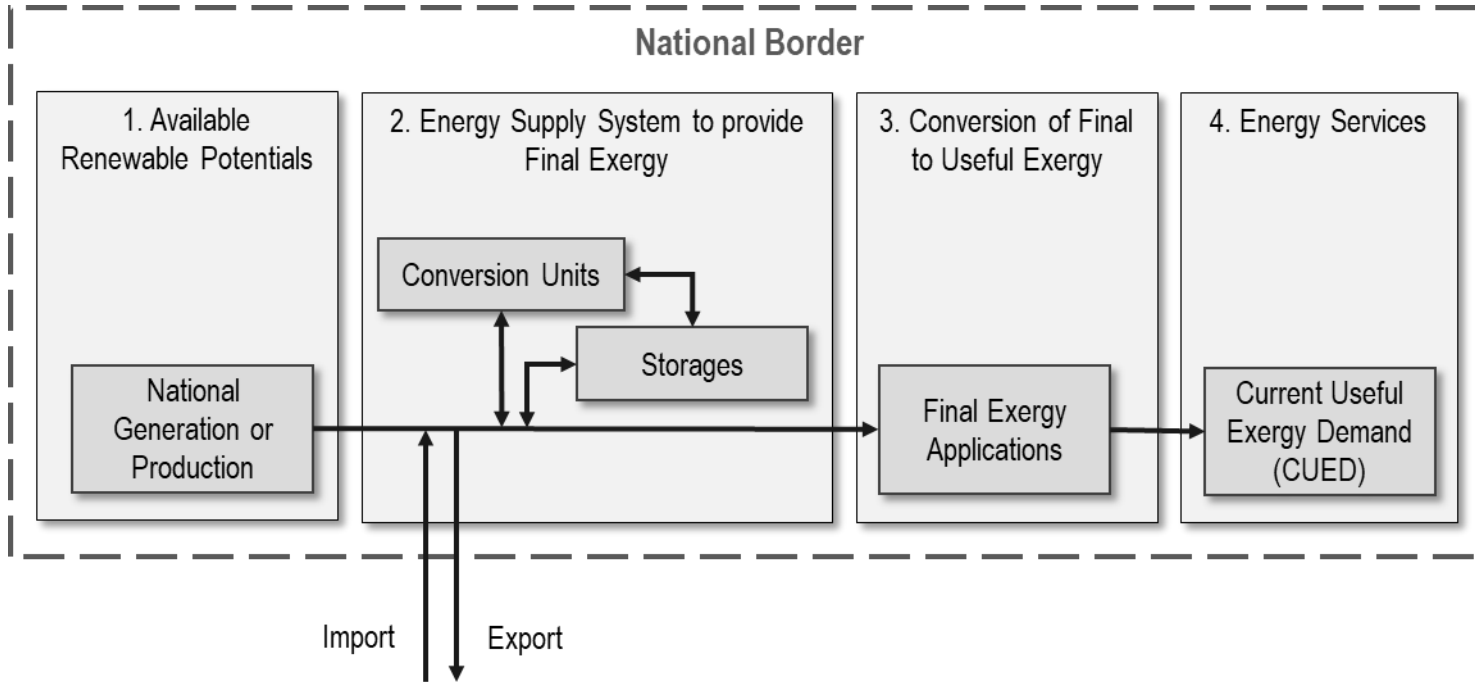 National Border
1. Available
Renewable Potentials
2. Energy Supply System to provide
Final Exergy
3. Conversion of Final
to Useful Exergy
4. Energy Services
Conversion Units
Storages
National
Generation or
Production
Final Exergy
Applications
Current Useful
Exergy Demand
(CUED)
Import
Export